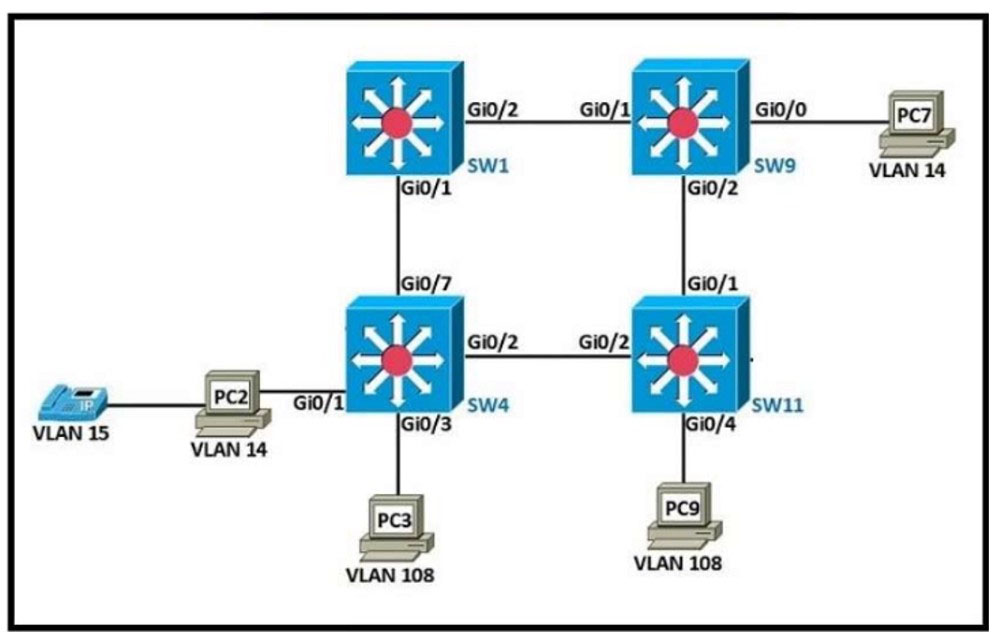 Gi0/2
Gi0/1
Gi0/0
PC7
SW1
SW9
VLAN 14
Gi0/1
Gi0/2
Gi0/7
Gi0/1
Gi0/2
Gi0/2
PC2
Gi0/1
SW4
SW11
IP
VLAN 15
VLAN 14
Gi0/3
Gi0/4
PC3
PC9
VLAN 108
VLAN 108